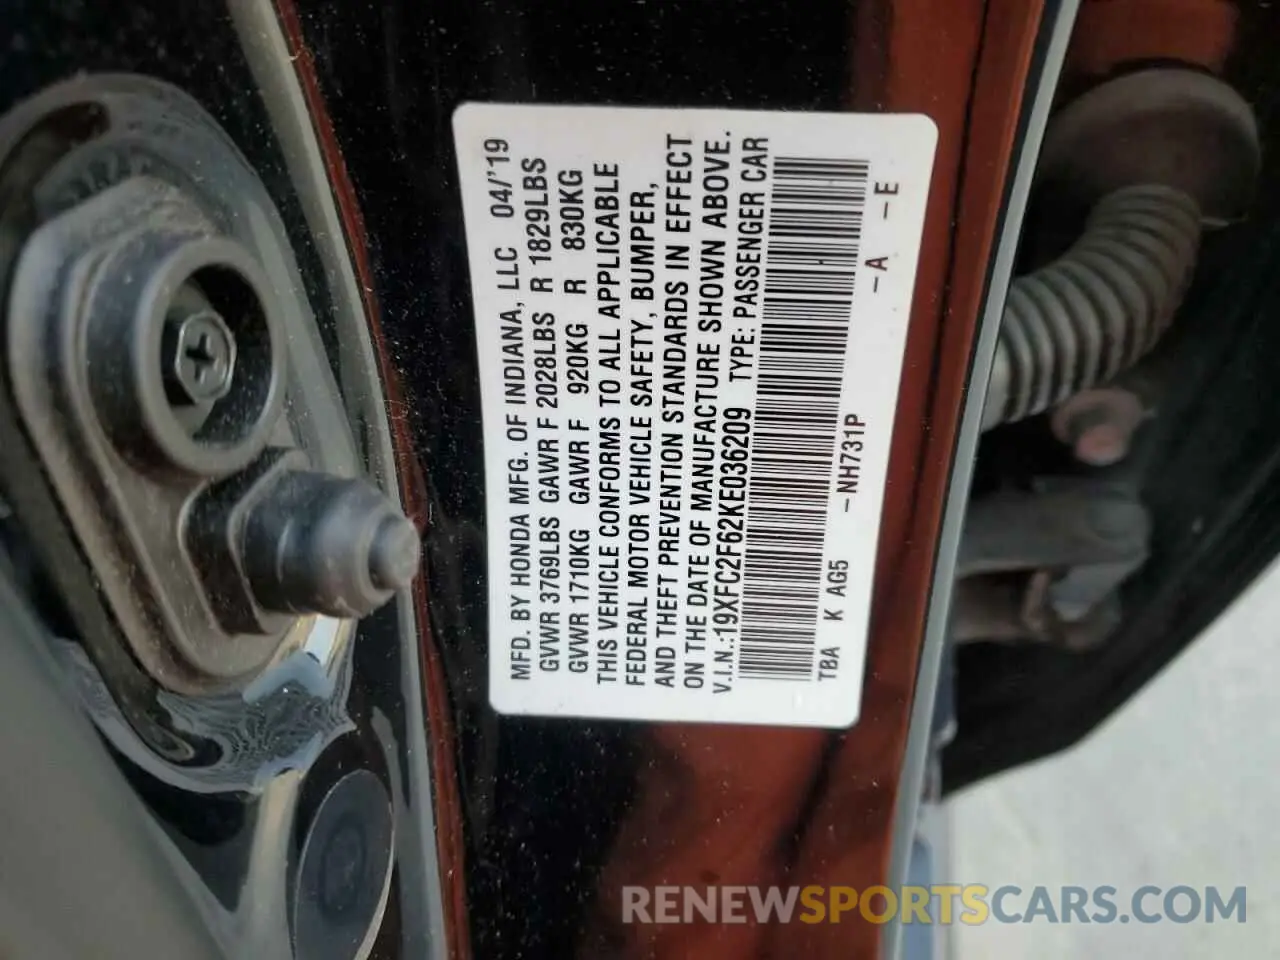 MFD. BY HONDA MFG. OF INDIANA, LLC 04/'19
GVWR 3769LBS GAWR F 2028LBS R 1829LBS
GVWR 1710KG GAWR F 920KG R 830KG
THIS VEHICLE CONFORMS TO ALL APPLICABLE
FEDERAL MOTOR VEHICLE SAFETY, BUMPER,
AND THEFT PREVENTION STANDARDS IN EFFECT
ON THE DATE OF MANUFACTURE SHOWN ABOVE.
V.I.N.:19XFC2F62KE036209 TYPE: PASSENGER CAR
TBA K AG5 -NH731P -A -E
RENEWSPORTSCARS.COM